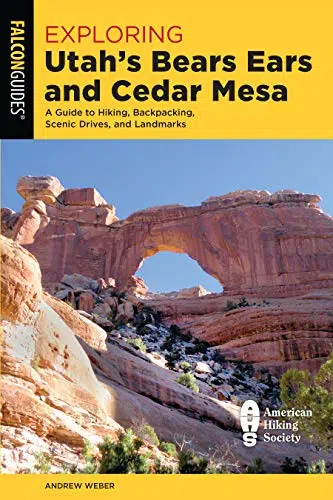 FALCONGUIDES®
EXPLORING
Utah's Bears Ears
and Cedar Mesa
A Guide to Hiking, Backpacking,
Scenic Drives, and Landmarks
AHS
American
Hiking
Society
ANDREW WEBER